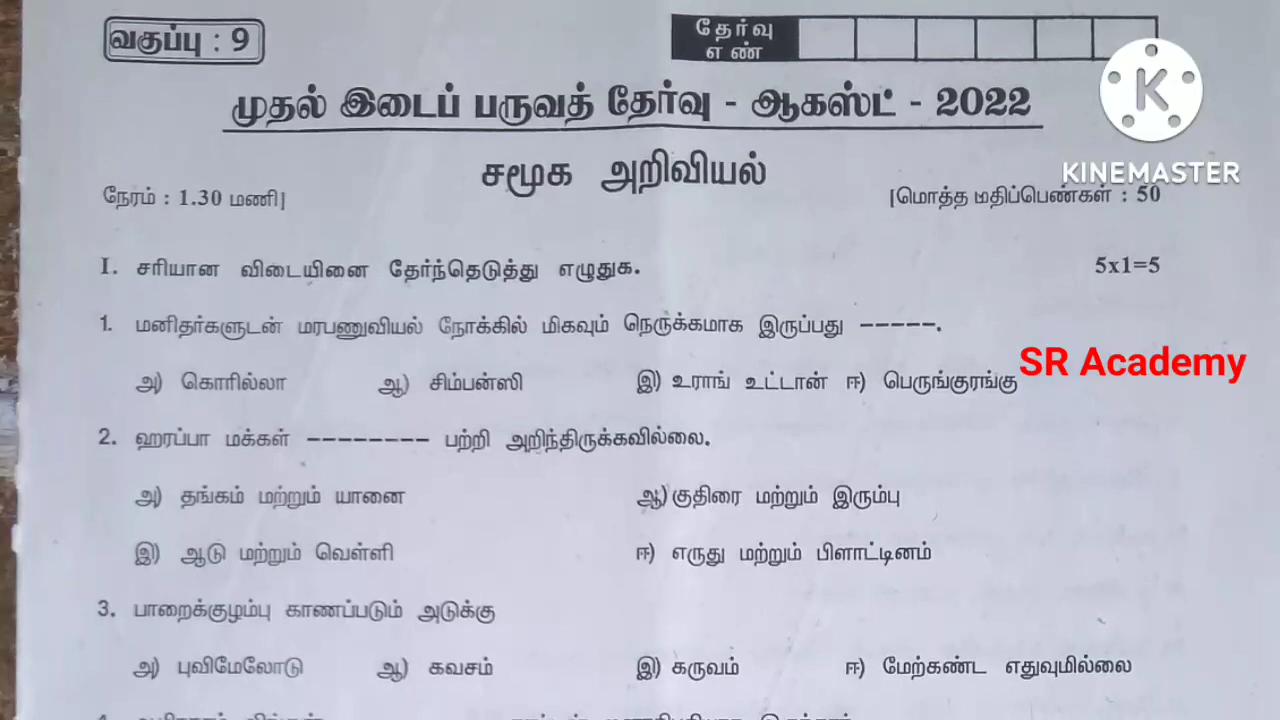 வகுப்பு : 9
தேர்வு எண்
முதல் இடைப் பருவத் தேர்வு - ஆகஸ்ட் - 2022
சமூக அறிவியல்
KINEMASTER
நேரம் : 1.30 மணி]
[மொத்த மதிப்பெண்கள் : 50
I. சரியான விடையினை தேர்ந்தெடுத்து எழுதுக. 5x1=5
1. மனிதர்களுடன் மரபணுவியல் நோக்கில் மிகவும் நெருக்கமாக இருப்பது -----.
SR Academy
அ) கொரில்லா ஆ) சிம்பன்ஸி இ) உராங் உட்டான் ஈ) பெருங்குரங்கு
2. ஹரப்பா மக்கள் -------- பற்றி அறிந்திருக்கவில்லை.
அ) தங்கம் மற்றும் யானை ஆ) குதிரை மற்றும் இரும்பு
இ) ஆடு மற்றும் வெள்ளி ஈ) எருது மற்றும் பிளாட்டினம்
3. பாறைக்குழம்பு காணப்படும் அடுக்கு
அ) புவிமேலோடு ஆ) கவசம் இ) கருவம் ஈ) மேற்கண்ட எதுவுமில்லை